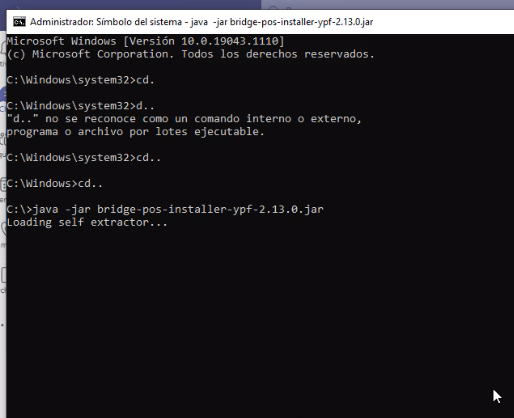 Administrador: Símbolo del sistema - java -jar bridge-pos-installer-ypf-2.13.0.jar
Microsoft Windows [Versión 10.0.19043.1110]
(c) Microsoft Corporation. Todos los derechos reservados.
C:\Windows\system32>cd.
C:\Windows\system32>d..
"d.." no se reconoce como un comando interno o externo,
programa o archivo por lotes ejecutable.
C:\Windows\system32>cd..
C:\Windows>cd..
C:\>java -jar bridge-pos-installer-ypf-2.13.0.jar
Loading self extractor...